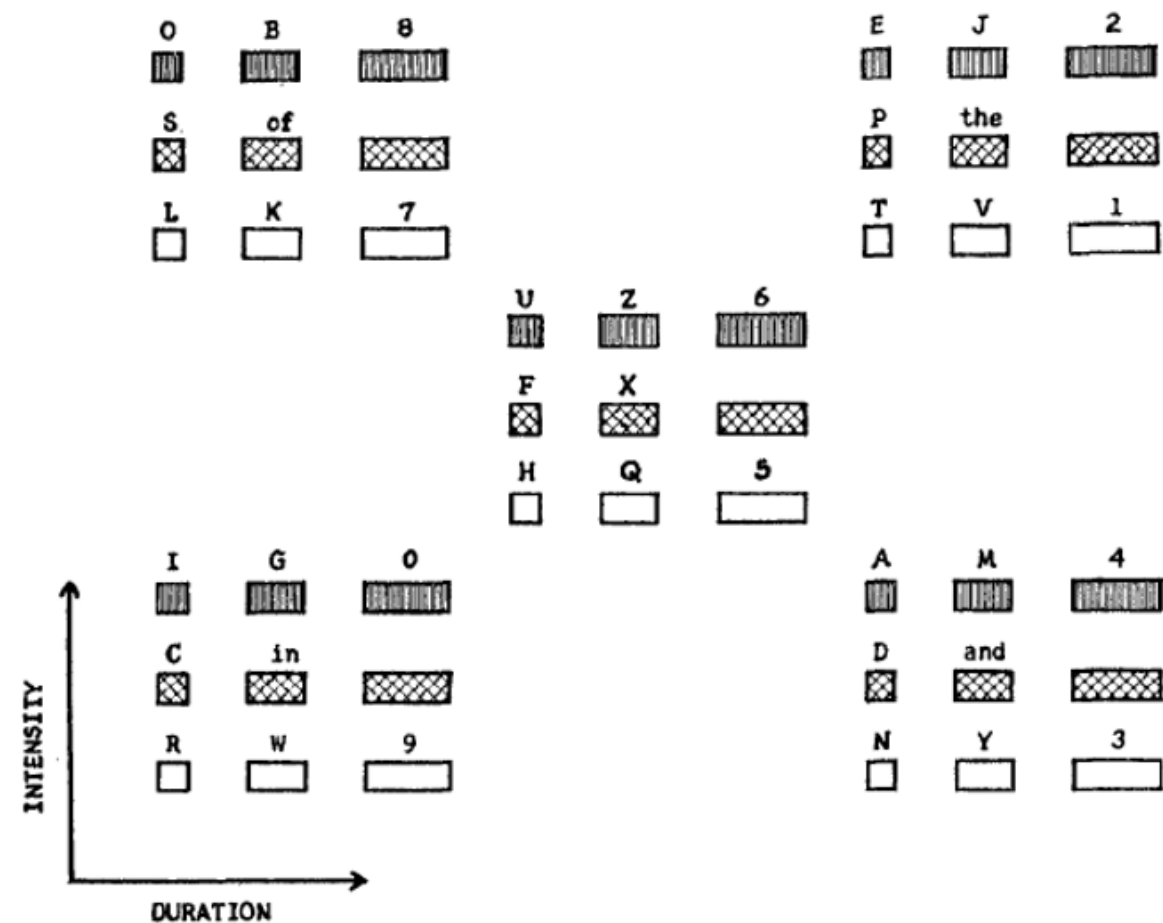 O B 8 E J 2
S of P the
L K 7 T V 1
U Z 6
F X
H Q 5
I G 0 A M 4
C in D and
R W 9 N Y 3
INTENSITY
DURATION